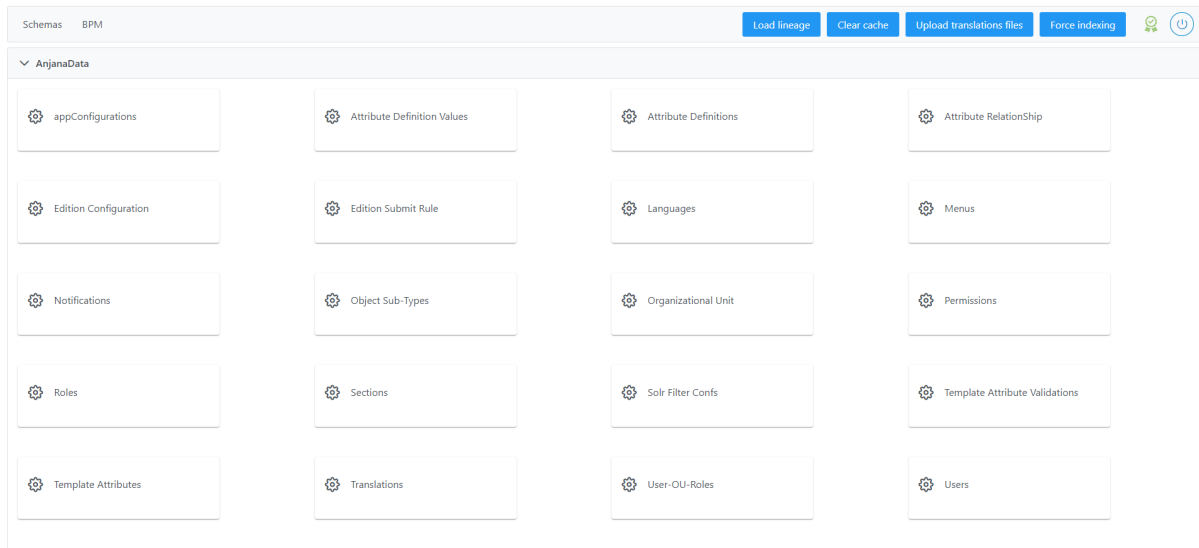 Schemas BPM Load lineage Clear cache Upload translations files Force indexing
AnjanaData
appConfigurations Attribute Definition Values Attribute Definitions Attribute RelationShip
Edition Configuration Edition Submit Rule Languages Menus
Notifications Object Sub-Types Organizational Unit Permissions
Roles Sections Solr Filter Confs Template Attribute Validations
Template Attributes Translations User-OU-Roles Users